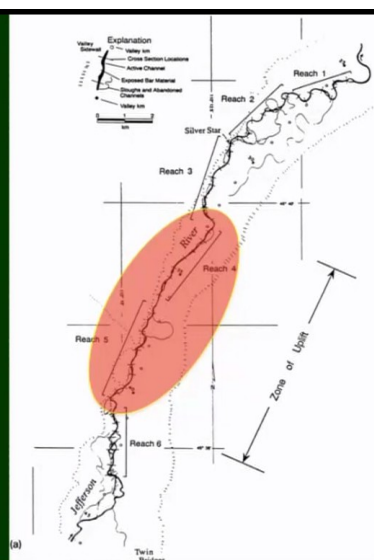 Explanation
Valley
Sidewall
Valley km
Cross Section Locations
Active Channel
Exposed Bar Material
Sloughs and Abandoned
Channels
Valley km
0 1 2
km
Reach 1
Reach 2
Silver Star
Reach 3
River
Reach 4
Reach 5
Zone of Uplift
Reach 6
Jefferson
(a)
Twin